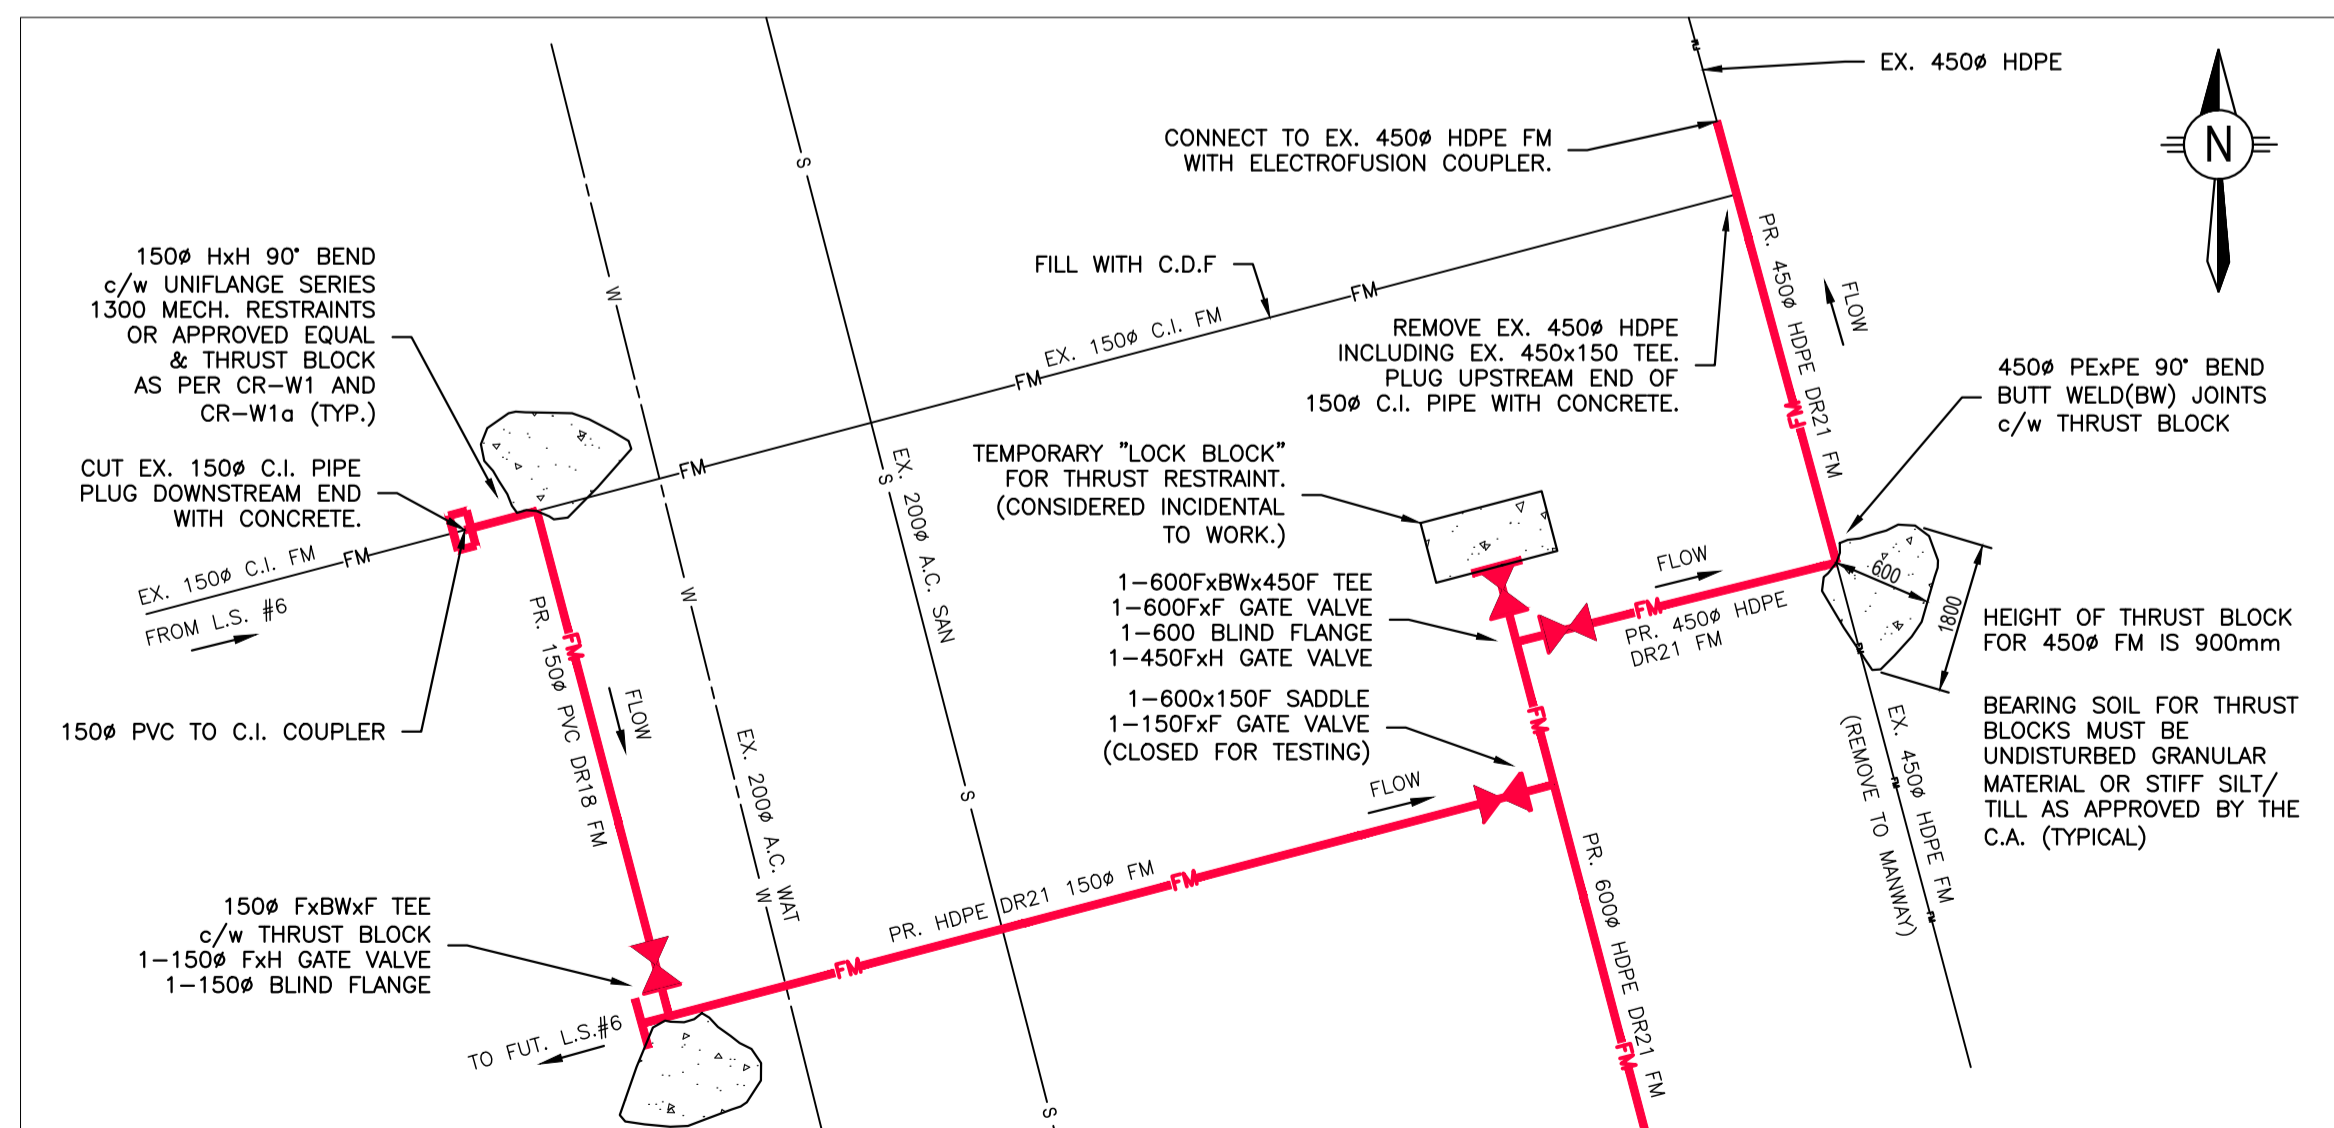 EX. 450ø HDPE
N
CONNECT TO EX. 450ø HDPE FM
WITH ELECTROFUSION COUPLER.
S
150ø HxH 90° BEND
c/w UNIFLANGE SERIES
1300 MECH. RESTRAINTS
OR APPROVED EQUAL
& THRUST BLOCK
AS PER CR-W1 AND
CR-W1a (TYP.)
W
FILL WITH C.D.F
FM
EX. 150ø C.I. FM
FM
PR. 450ø HDPE DR21 FM
FM
FLOW
REMOVE EX. 450ø HDPE
INCLUDING EX. 450x150 TEE.
PLUG UPSTREAM END OF
150ø C.I. PIPE WITH CONCRETE.
450ø PExPE 90° BEND
BUTT WELD(BW) JOINTS
c/w THRUST BLOCK
CUT EX. 150ø C.I. PIPE
PLUG DOWNSTREAM END
WITH CONCRETE.
FM
S
EX. 200ø A.C. SAN
TEMPORARY "LOCK BLOCK"
FOR THRUST RESTRAINT.
(CONSIDERED INCIDENTAL
TO WORK.)
EX. 150ø C.I. FM
FM
FROM L.S. #6
PR. 150ø PVC DR18 FM
FM
FLOW
W
1-600FxBWx450F TEE
1-600FxF GATE VALVE
1-600 BLIND FLANGE
1-450FxH GATE VALVE
FLOW
FM
PR. 450ø HDPE
DR21 FM
600
1800
HEIGHT OF THRUST BLOCK
FOR 450ø FM IS 900mm
150ø PVC TO C.I. COUPLER
EX. 200ø A.C. WAT
1-600x150F SADDLE
1-150FxF GATE VALVE
(CLOSED FOR TESTING)
FM
FLOW
S
EX. 450ø HDPE FM
(REMOVE TO MANWAY)
BEARING SOIL FOR THRUST
BLOCKS MUST BE
UNDISTURBED GRANULAR
MATERIAL OR STIFF SILT/
TILL AS APPROVED BY THE
C.A. (TYPICAL)
150ø FxBWxF TEE
c/w THRUST BLOCK
1-150ø FxH GATE VALVE
1-150ø BLIND FLANGE
W
FM
PR. HDPE DR21 150ø FM
FM
PR. 600ø HDPE DR21 FM
FM
TO FUT. L.S.#6
S